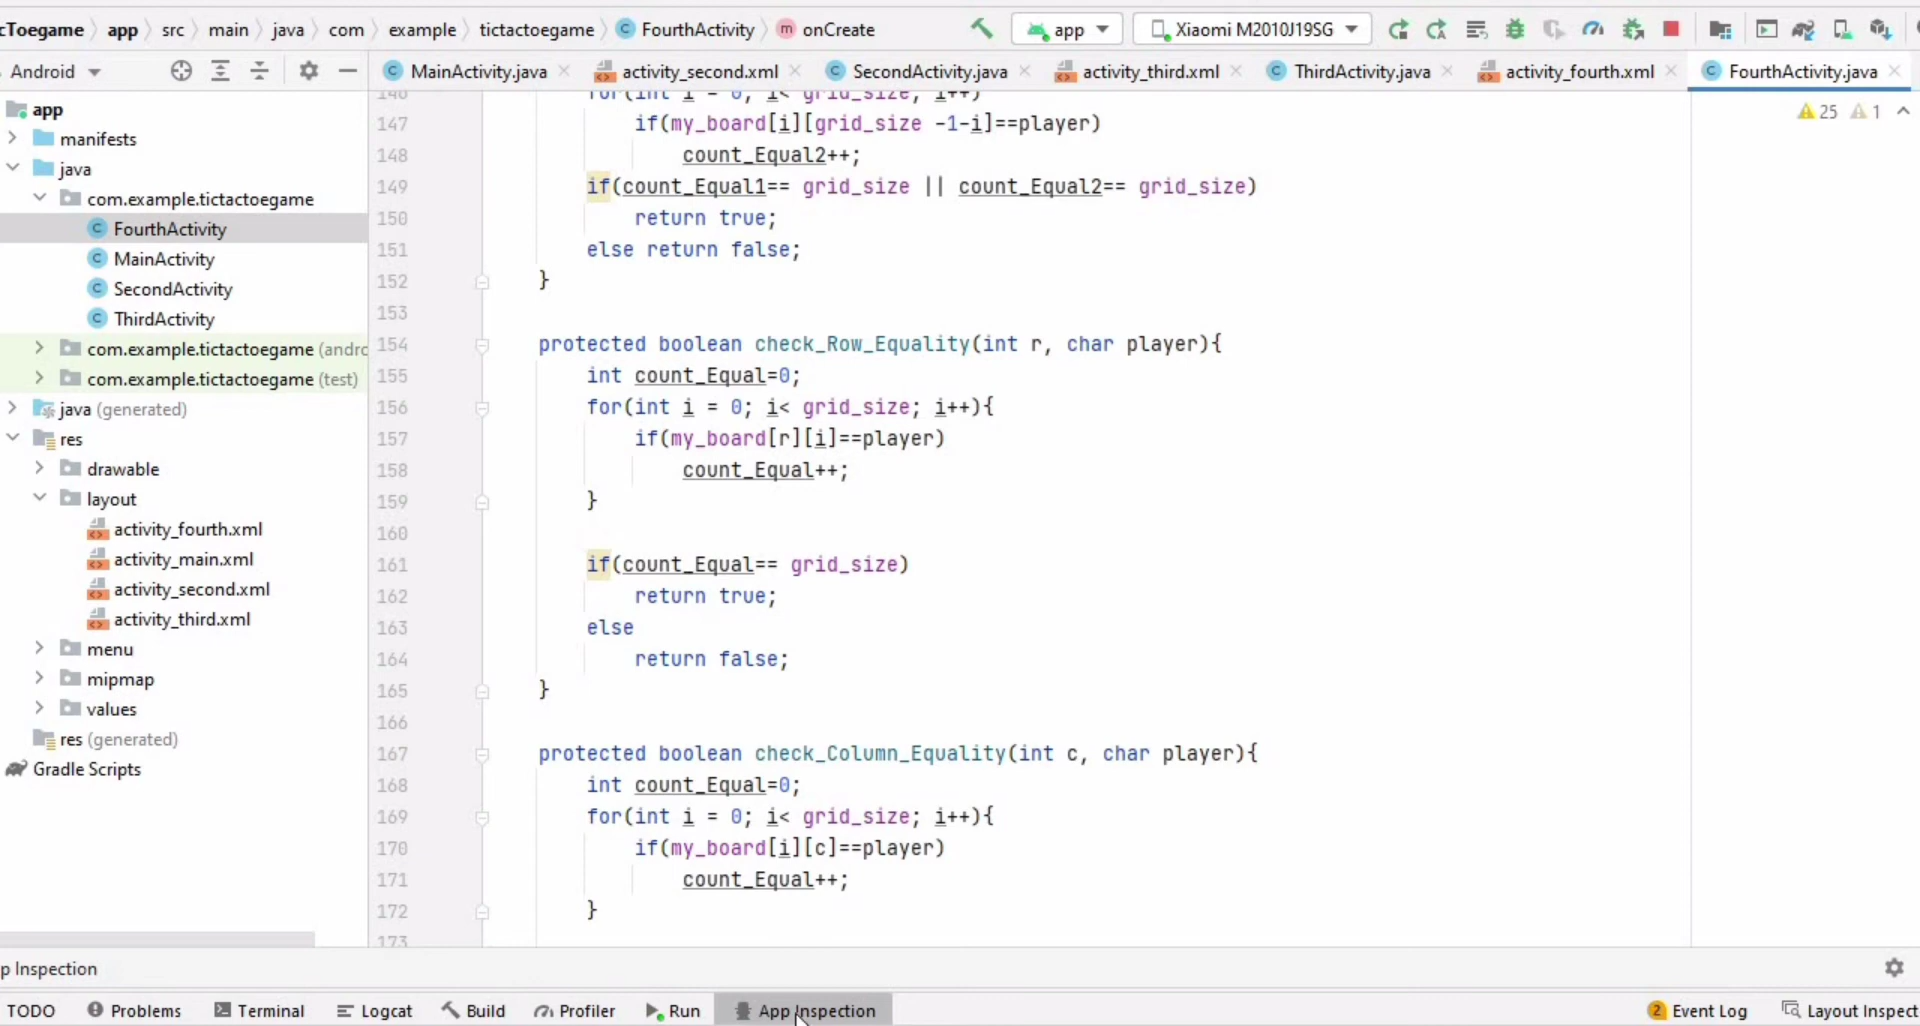 cToegame app src main java com example tictactoegame FourthActivity onCreate app Xiaomi M2010J19SG
Android MainActivity.java activity_second.xml SecondActivity.java activity_third.xml ThirdActivity.java activity_fourth.xml FourthActivity.java
25 1
app
manifests
java
com.example.tictactoegame
FourthActivity
MainActivity
SecondActivity
ThirdActivity
com.example.tictactoegame (andro
com.example.tictactoegame (test)
java (generated)
res
drawable
layout
activity_fourth.xml
activity_main.xml
activity_second.xml
activity_third.xml
menu
mipmap
values
res (generated)
Gradle Scripts
146 for(int i = 0; i< grid_size; i++)
147 if(my_board[i][grid_size -1-i]==player)
148 count_Equal2++;
149 if(count_Equal1== grid_size || count_Equal2== grid_size)
150 return true;
151 else return false;
152 }
153
154 protected boolean check_Row_Equality(int r, char player){
155 int count_Equal=0;
156 for(int i = 0; i< grid_size; i++){
157 if(my_board[r][i]==player)
158 count_Equal++;
159 }
160
161 if(count_Equal== grid_size)
162 return true;
163 else
164 return false;
165 }
166
167 protected boolean check_Column_Equality(int c, char player){
168 int count_Equal=0;
169 for(int i = 0; i< grid_size; i++){
170 if(my_board[i][c]==player)
171 count_Equal++;
172 }
173
p Inspection
TODO Problems Terminal Logcat Build Profiler Run App Inspection 2 Event Log Layout Inspect